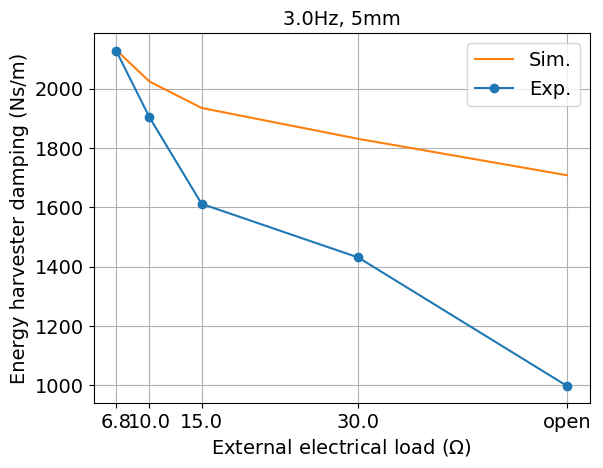 3.0Hz, 5mm
Energy harvester damping (Ns/m)
2000
1800
1600
1400
1200
1000
Sim.
Exp.
6.8 10.0 15.0 30.0 open
External electrical load (Ω)